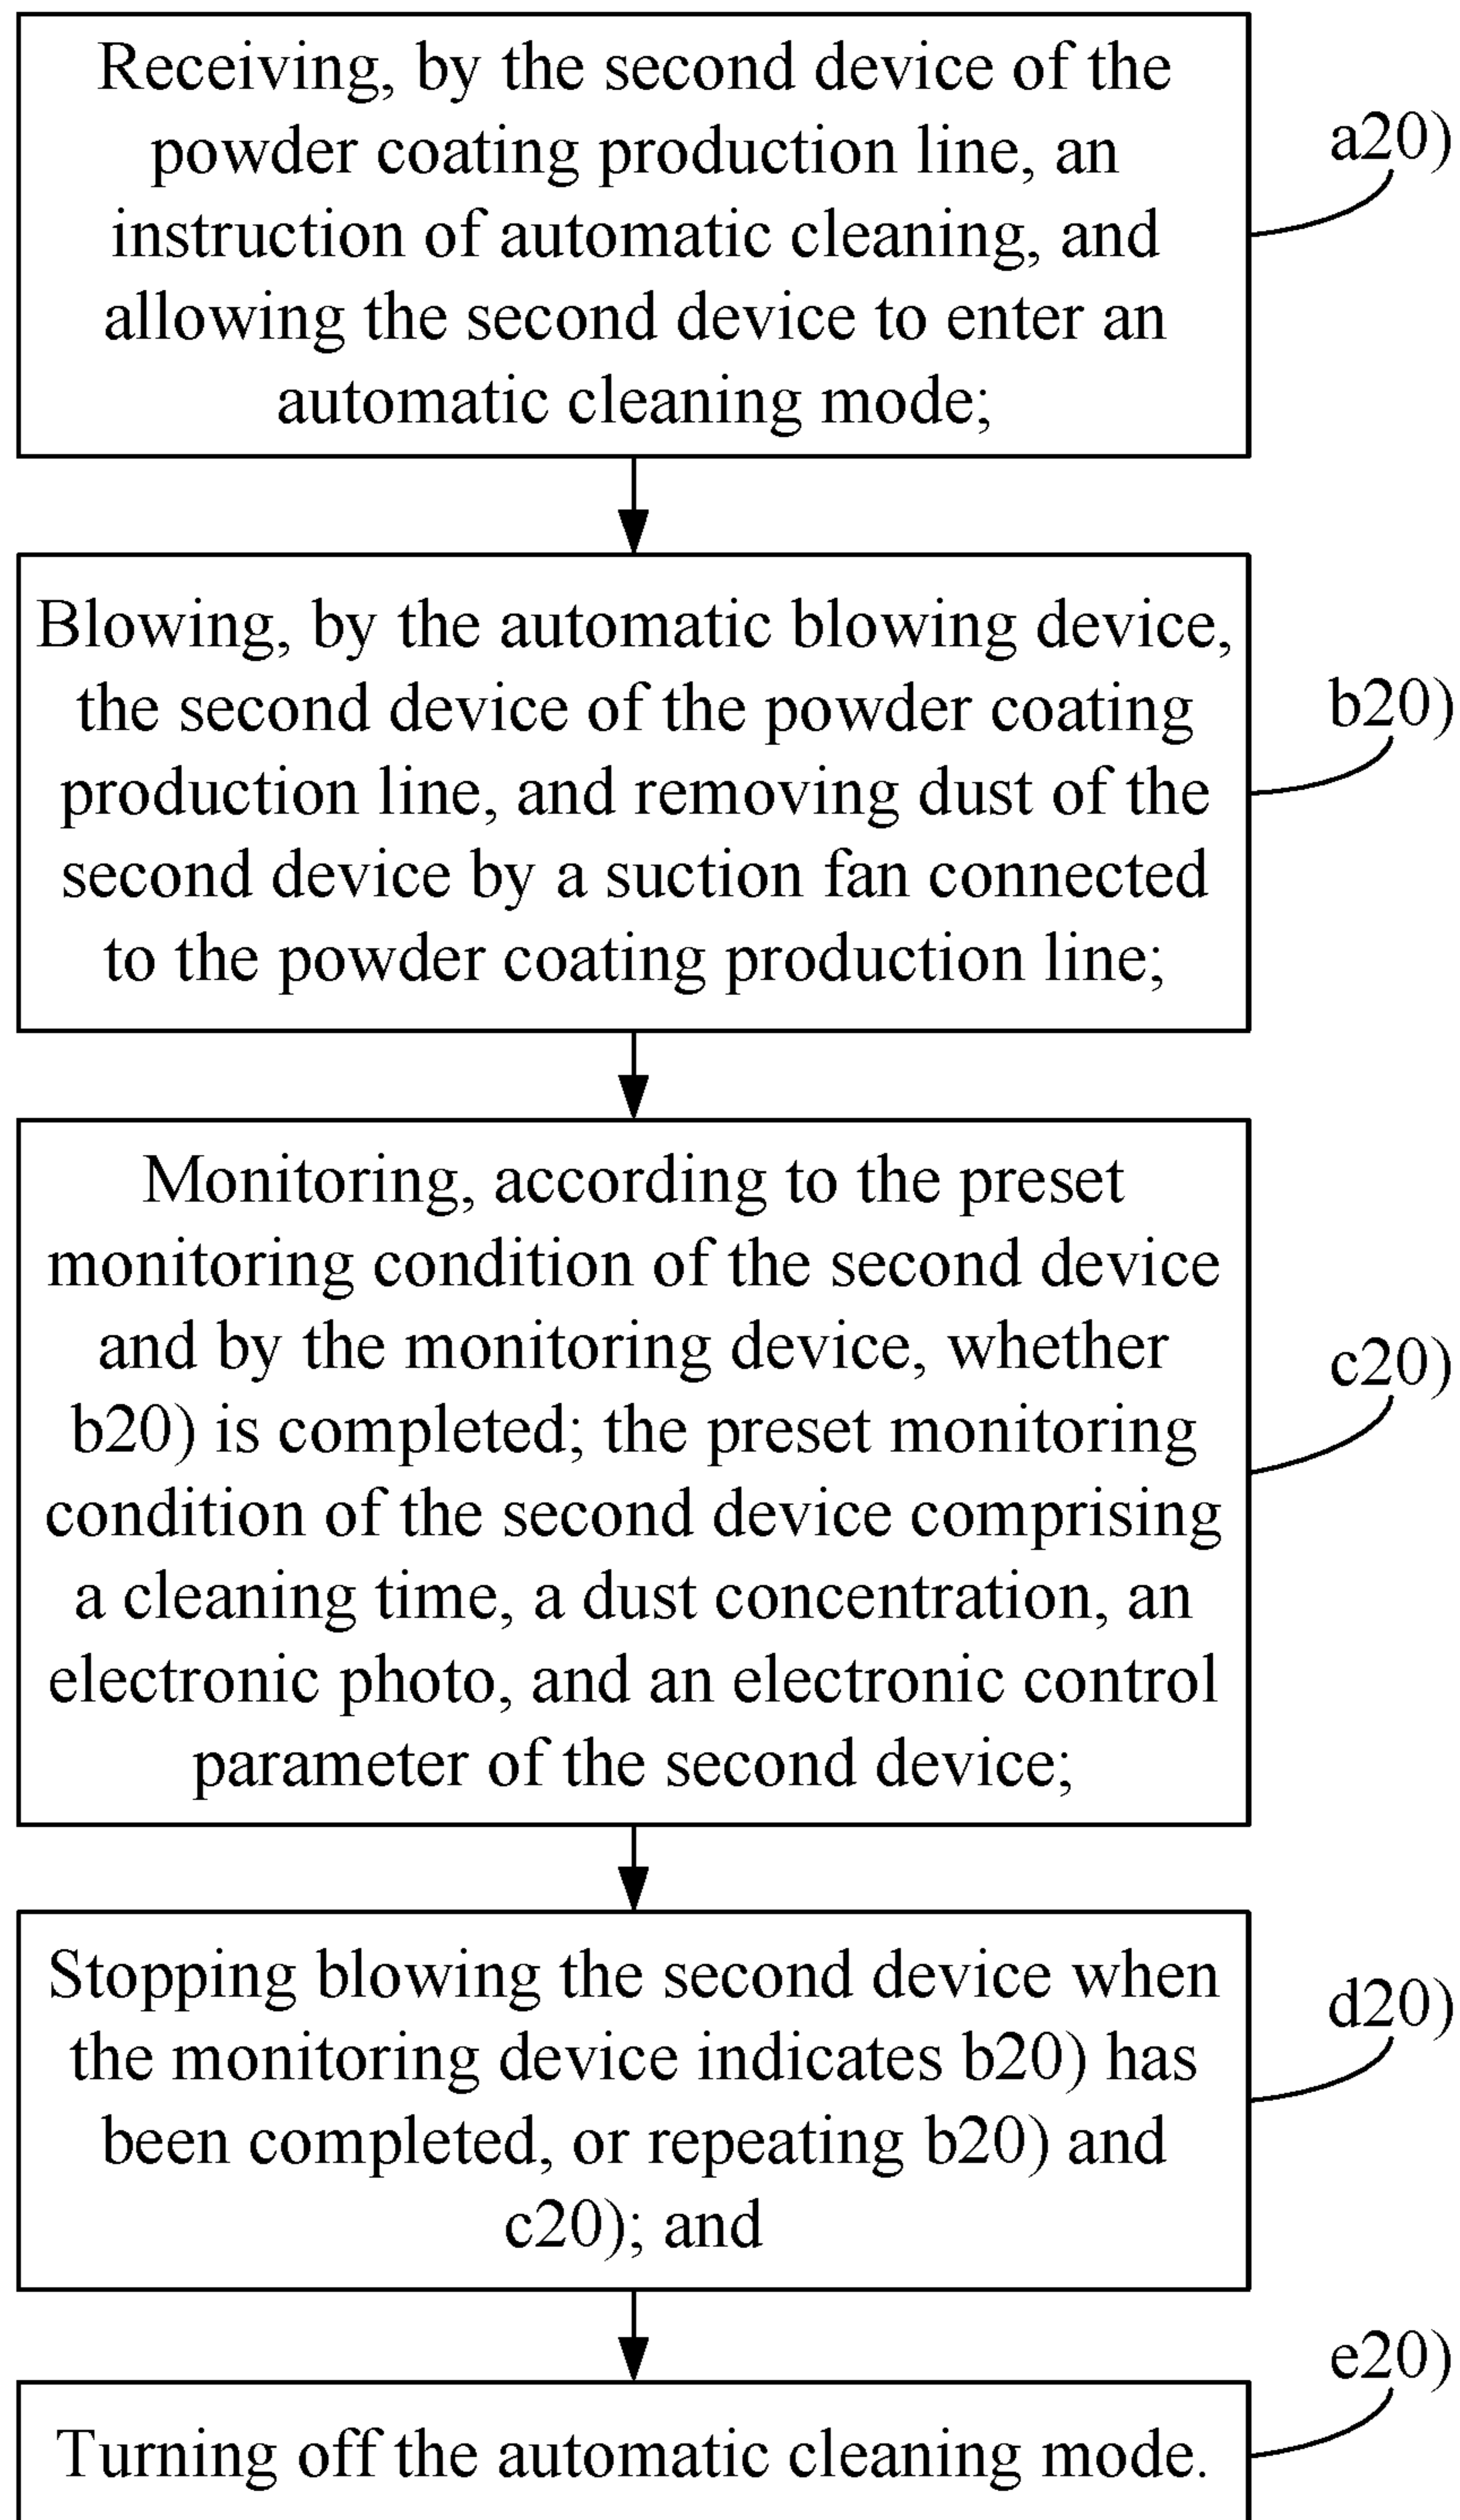 Receiving, by the second device of the
powder coating production line, an
instruction of automatic cleaning, and
allowing the second device to enter an
automatic cleaning mode;
a20)
Blowing, by the automatic blowing device,
the second device of the powder coating
production line, and removing dust of the
second device by a suction fan connected
to the powder coating production line;
b20)
Monitoring, according to the preset
monitoring condition of the second device
and by the monitoring device, whether
b20) is completed; the preset monitoring
condition of the second device comprising
a cleaning time, a dust concentration, an
electronic photo, and an electronic control
parameter of the second device;
c20)
Stopping blowing the second device when
the monitoring device indicates b20) has
been completed, or repeating b20) and
c20); and
d20)
Turning off the automatic cleaning mode.
e20)